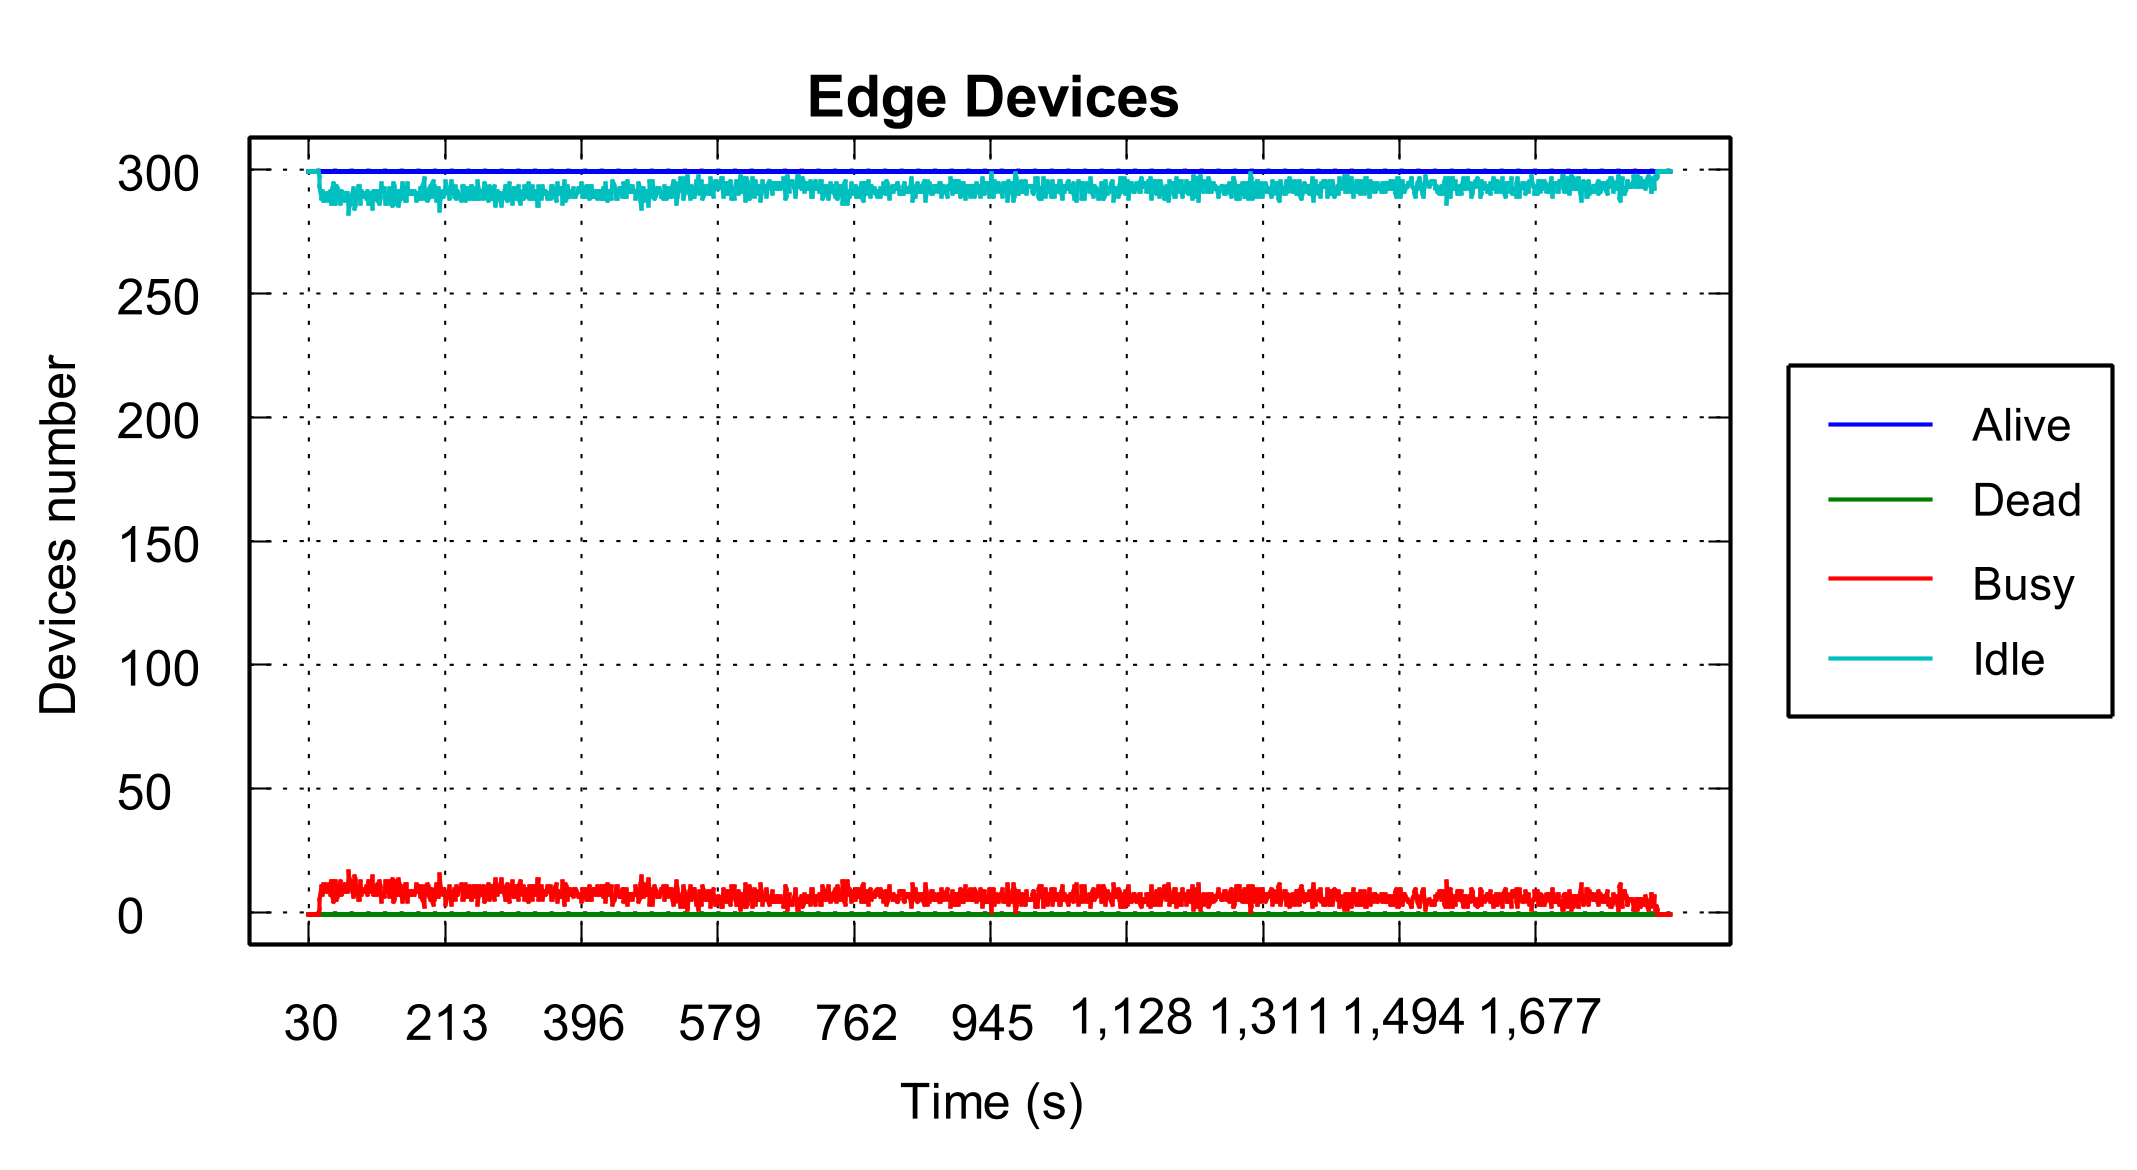 Edge Devices
300
250
200
150
100
50
0
Devices number
30 213 396 579 762 945 1,128 1,311 1,494 1,677
Time (s)
Alive
Dead
Busy
Idle